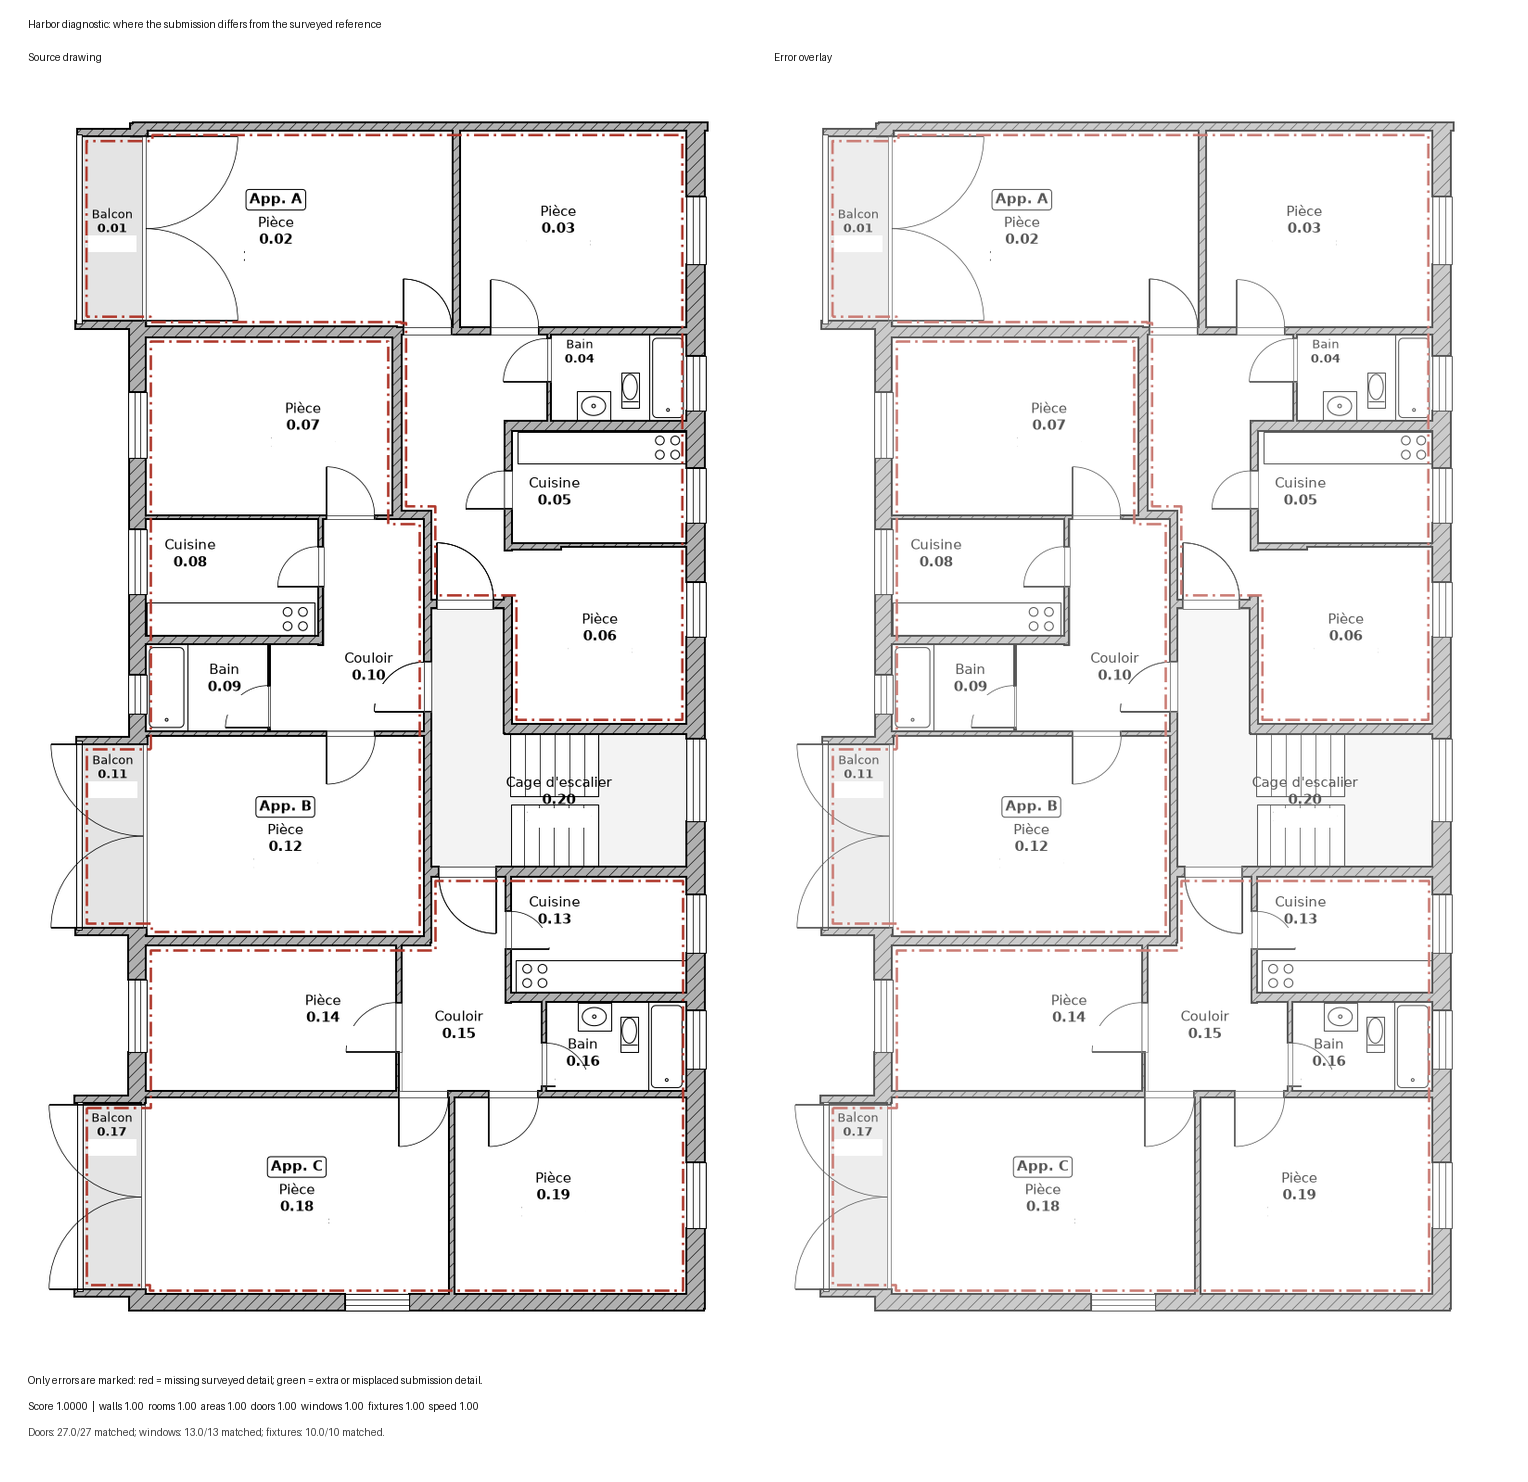 Harbor diagnostic: where the submission differs from the surveyed reference
Source drawing
Error overlay
App. A
Pièce
0.02
Balcon
0.01
Pièce
0.03
Bain
0.04
Pièce
0.07
Cuisine
0.05
Cuisine
0.08
Pièce
0.06
Couloir
0.10
Bain
0.09
Balcon
0.11
App. B
Pièce
0.12
Cage d'escalier
0.20
Cuisine
0.13
Pièce
0.14
Couloir
0.15
Bain
0.16
Balcon
0.17
App. C
Pièce
0.18
Pièce
0.19
App. A
Pièce
0.02
Balcon
0.01
Pièce
0.03
Bain
0.04
Pièce
0.07
Cuisine
0.05
Cuisine
0.08
Pièce
0.06
Couloir
0.10
Bain
0.09
Balcon
0.11
App. B
Pièce
0.12
Cage d'escalier
0.20
Cuisine
0.13
Pièce
0.14
Couloir
0.15
Bain
0.16
Balcon
0.17
App. C
Pièce
0.18
Pièce
0.19
Only errors are marked: red = missing surveyed detail; green = extra or misplaced submission detail.
Score 1.0000 | walls 1.00 rooms 1.00 areas 1.00 doors 1.00 windows 1.00 fixtures 1.00 speed 1.00
Doors: 27.0/27 matched; windows: 13.0/13 matched; fixtures: 10.0/10 matched.